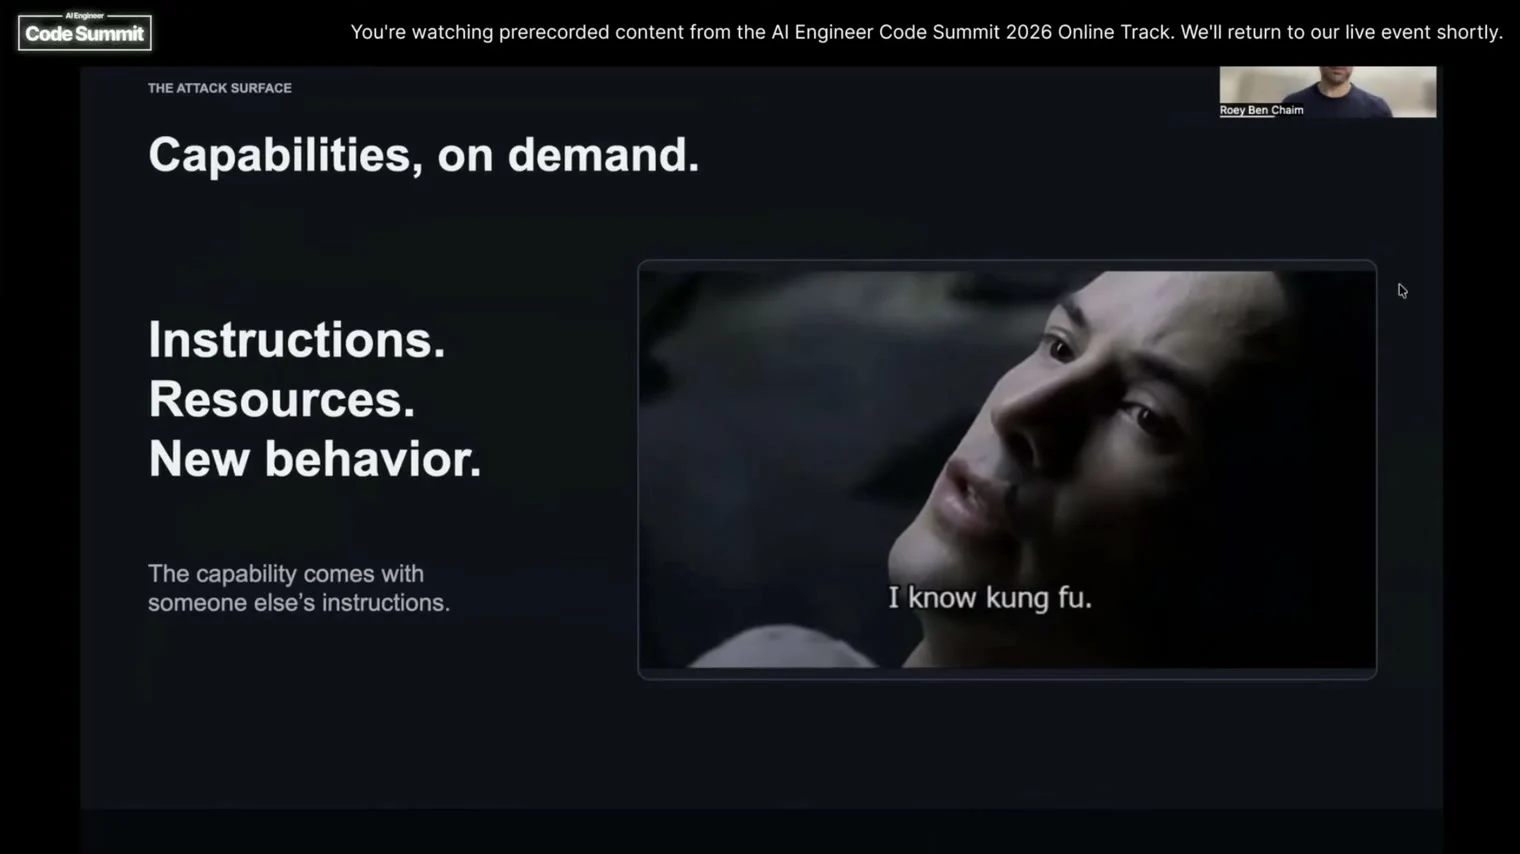 AI Engineer
Code Summit
You're watching prerecorded content from the AI Engineer Code Summit 2026 Online Track. We'll return to our live event shortly.
THE ATTACK SURFACE
Roey Ben Chaim
Capabilities, on demand.
Instructions.
Resources.
New behavior.
The capability comes with
someone else’s instructions.
I know kung fu.